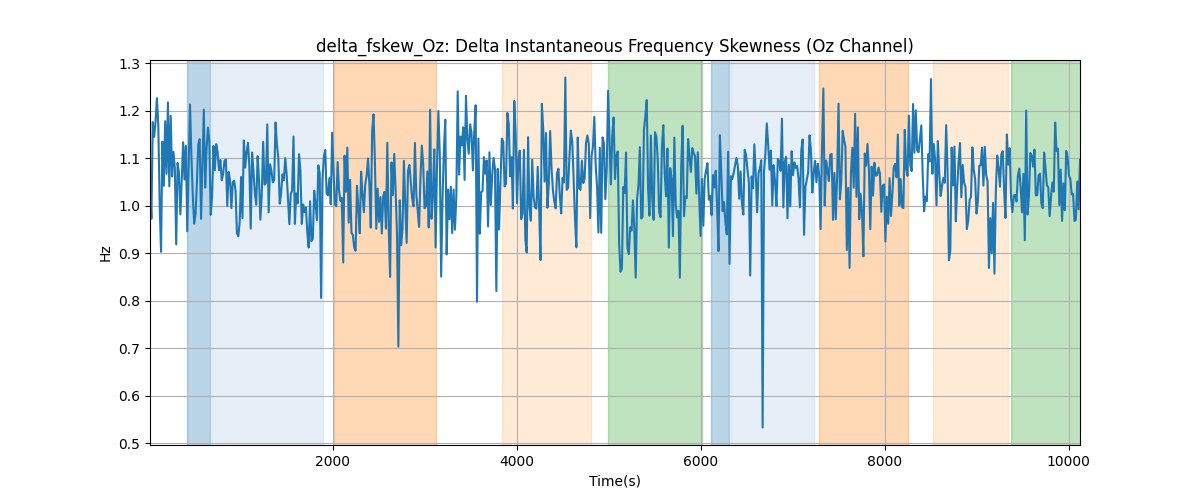 delta_fskew_Oz: Delta Instantaneous Frequency Skewness (Oz Channel)
1.3
1.2
1.1
1.0
0.9
0.8
0.7
0.6
0.5
Hz
2000 4000 6000 8000 10000
Time(s)